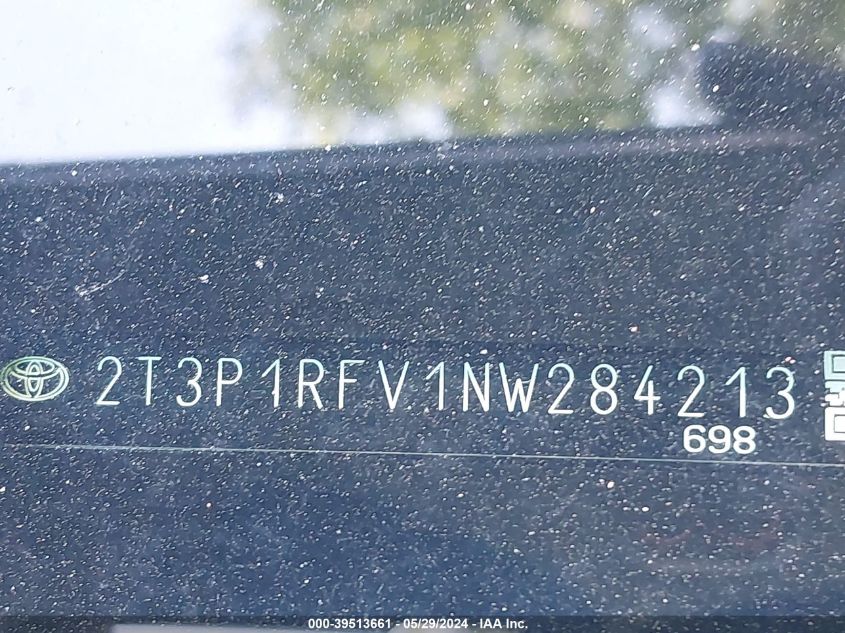 2T3P1RFV1NW284213
698
000-39513661 - 05/29/2024 - IAA Inc.